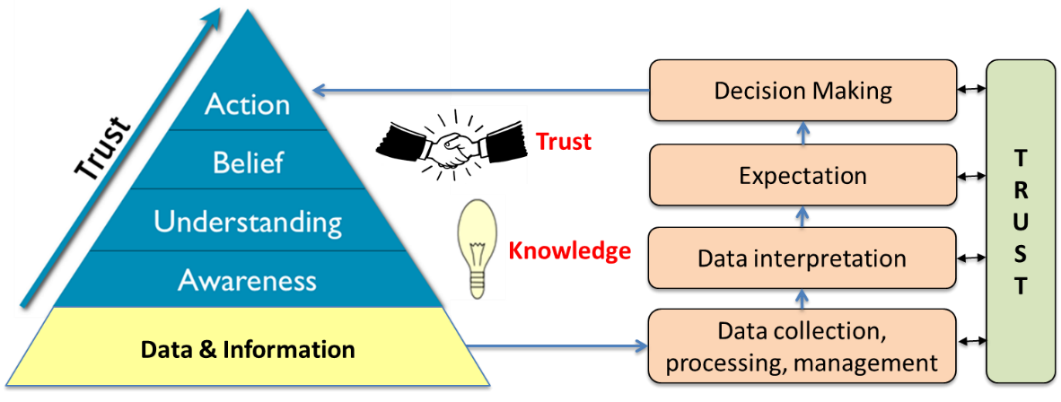 Trust
Action
Belief
Understanding
Awareness
Data & Information
Trust
Knowledge
Decision Making
Expectation
Data interpretation
Data collection,
processing, management
T
R
U
S
T